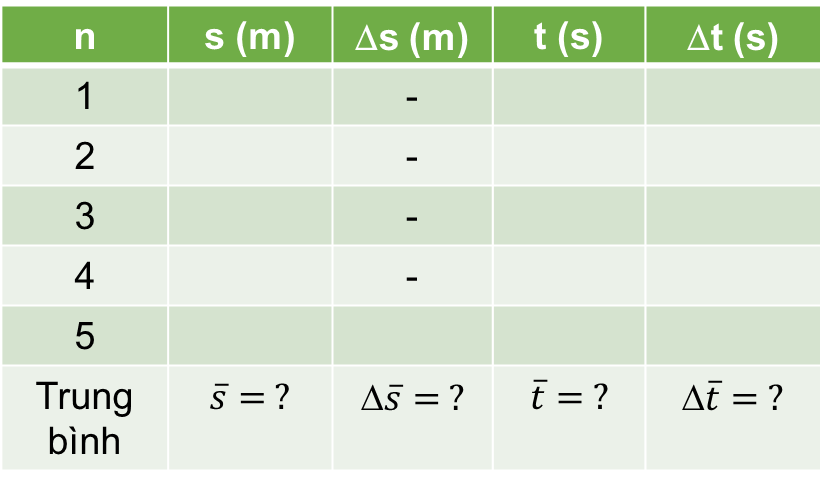 n s (m) Δs (m) t (s) Δt (s)
1 -
2 -
3 -
4 -
5
Trung bình s̄ = ? Δs̄ = ? t̄ = ? Δt̄ = ?